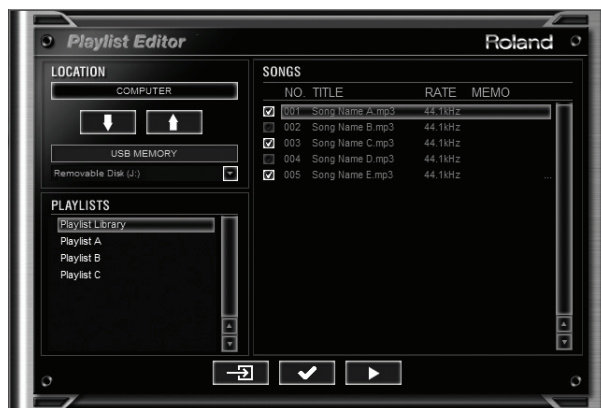 Playlist Editor
Roland
LOCATION
COMPUTER
USB MEMORY
Removable Disk (J:)
PLAYLISTS
Playlist Library
Playlist A
Playlist B
Playlist C
SONGS
NO. TITLE RATE MEMO
001 Song Name A.mp3 44.1kHz
002 Song Name B.mp3 44.1kHz
003 Song Name C.mp3 44.1kHz
004 Song Name D.mp3 44.1kHz
005 Song Name E.mp3 44.1kHz ...